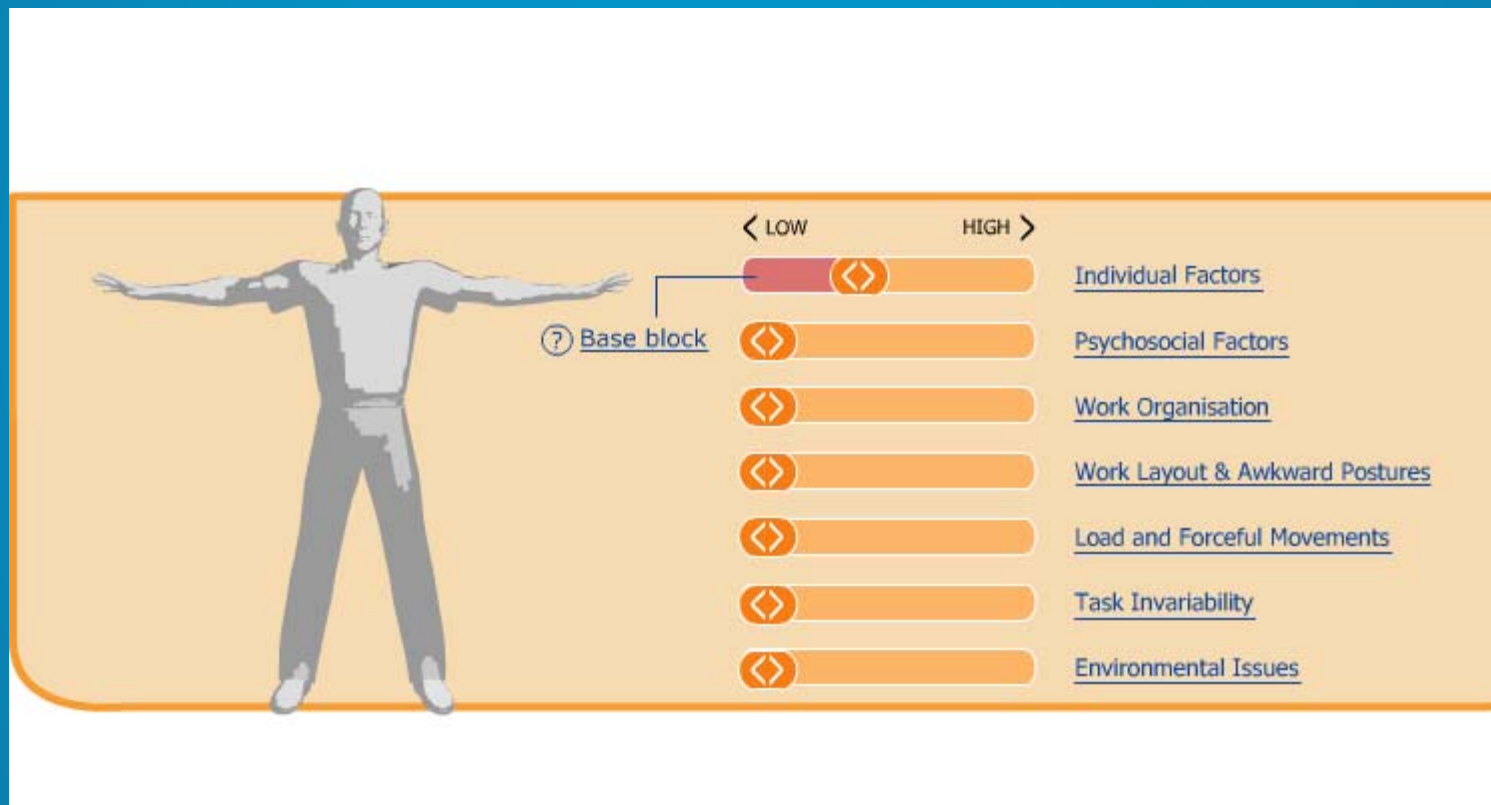 < LOW HIGH >
Individual Factors
? Base block
Psychosocial Factors
Work Organisation
Work Layout & Awkward Postures
Load and Forceful Movements
Task Invariability
Environmental Issues